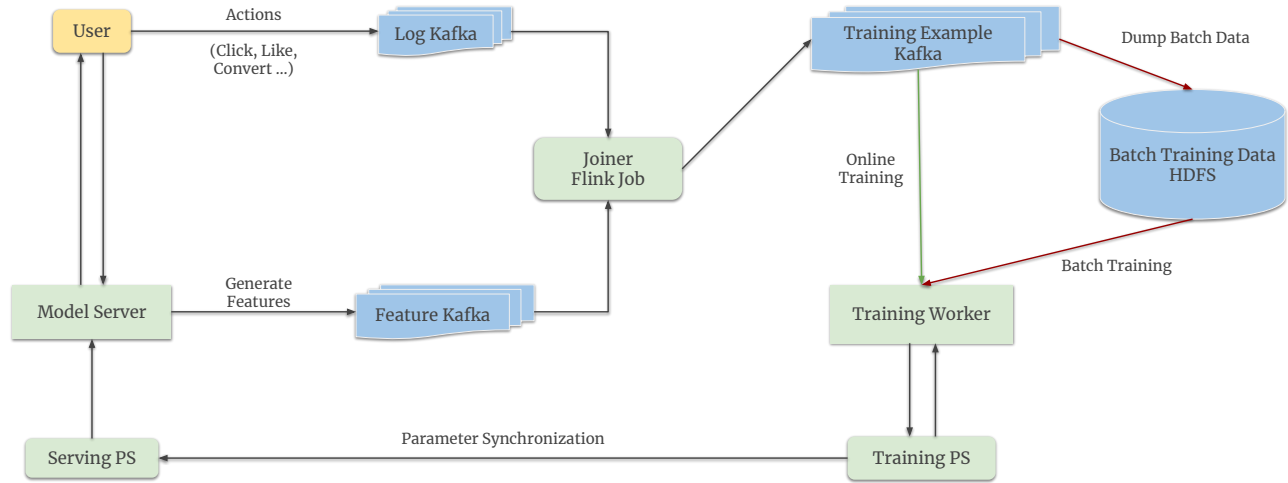 User
Actions
(Click, Like,
Convert ...)
Log Kafka
Training Example
Kafka
Dump Batch Data
Joiner
Flink Job
Online
Training
Batch Training Data
HDFS
Batch Training
Model Server
Generate
Features
Feature Kafka
Training Worker
Serving PS
Parameter Synchronization
Training PS